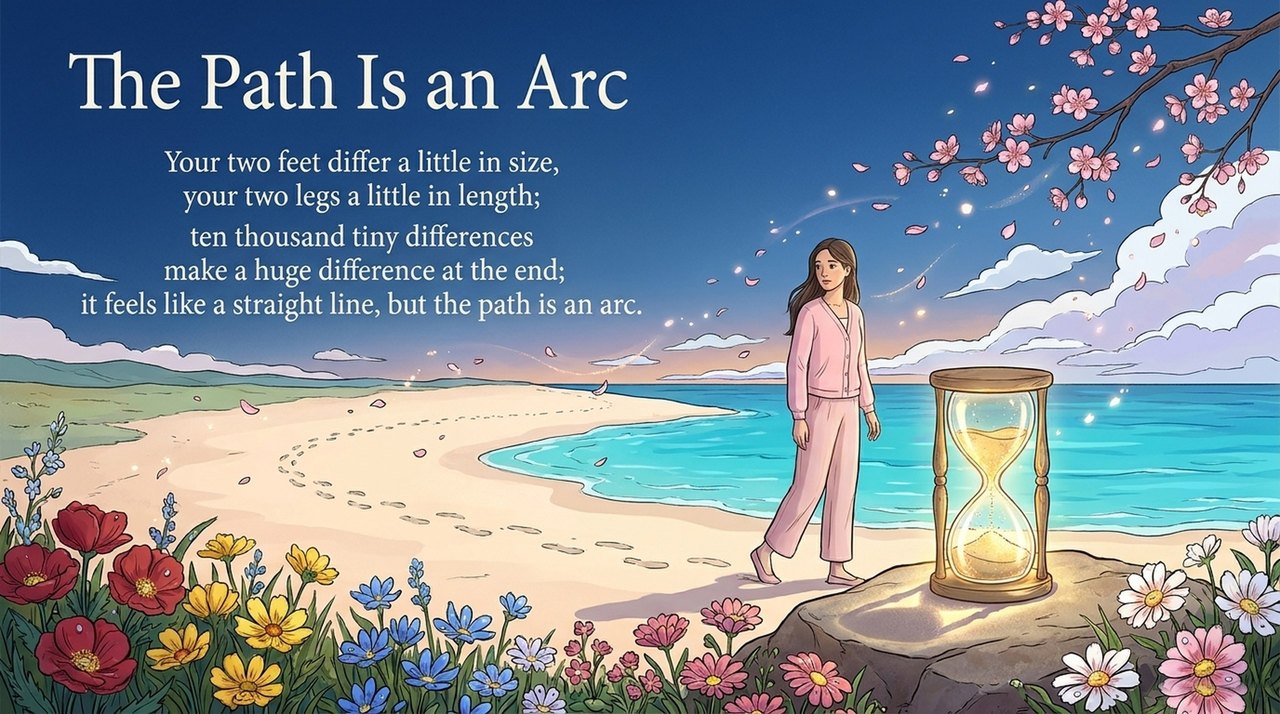 The Path Is an Arc
Your two feet differ a little in size,
your two legs a little in length;
ten thousand tiny differences
make a huge difference at the end;
it feels like a straight line, but the path is an arc.